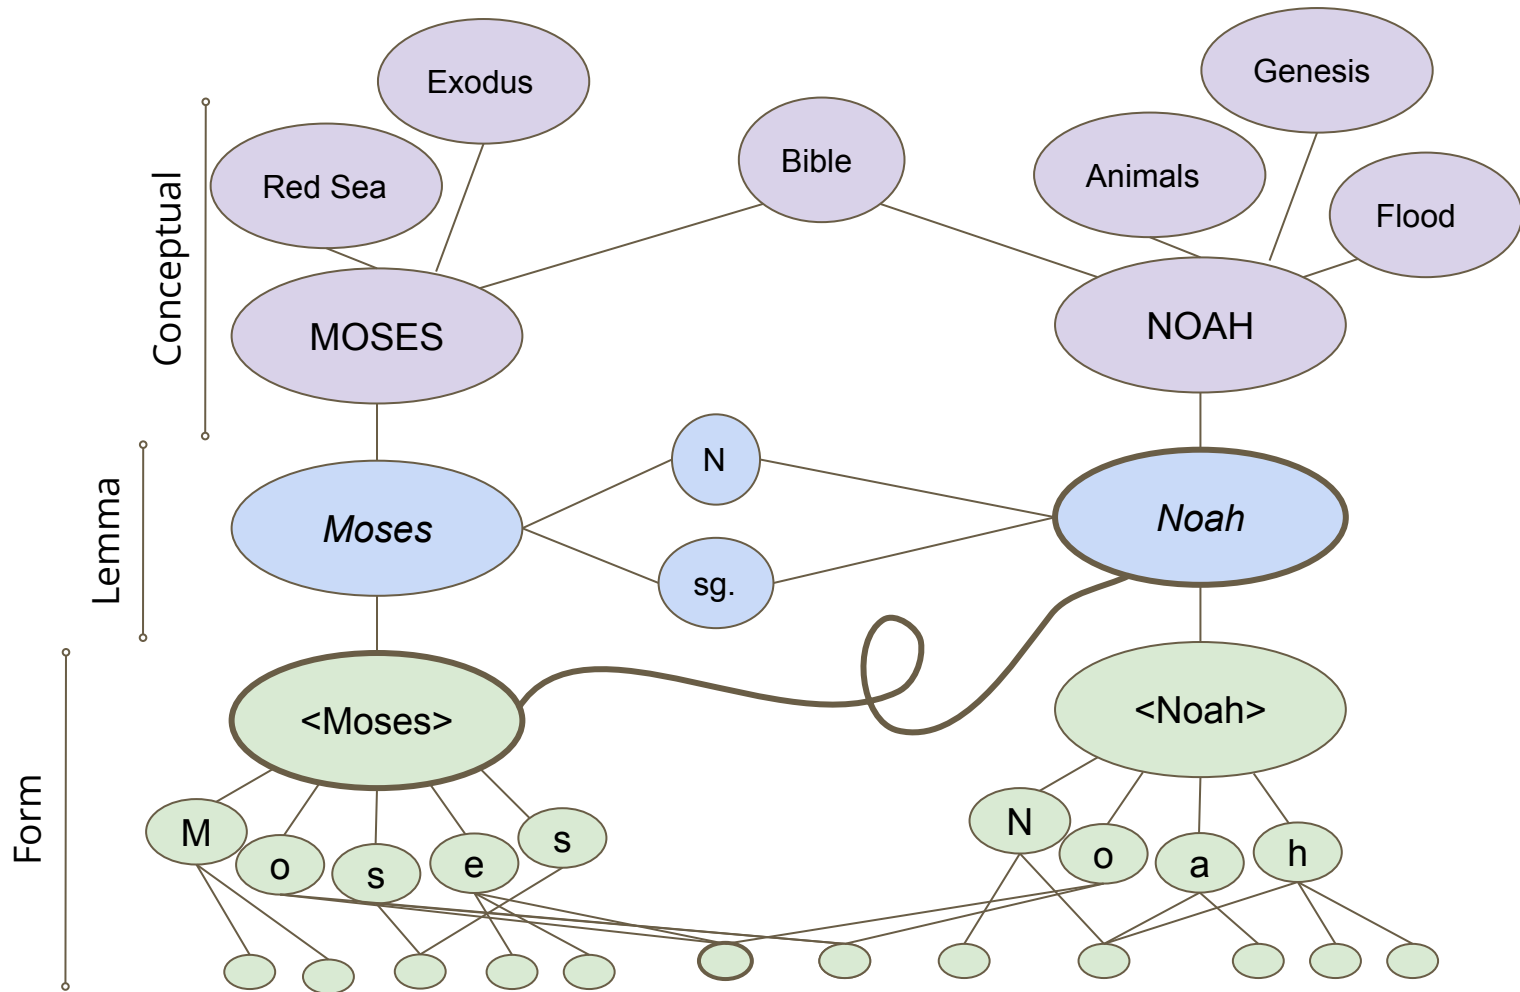 Exodus
Genesis
Bible
Red Sea
Animals
Flood
Conceptual
MOSES
NOAH
N
Lemma
Moses
Noah
sg.
<Moses>
<Noah>
Form
M
o
s
e
s
N
o
a
h